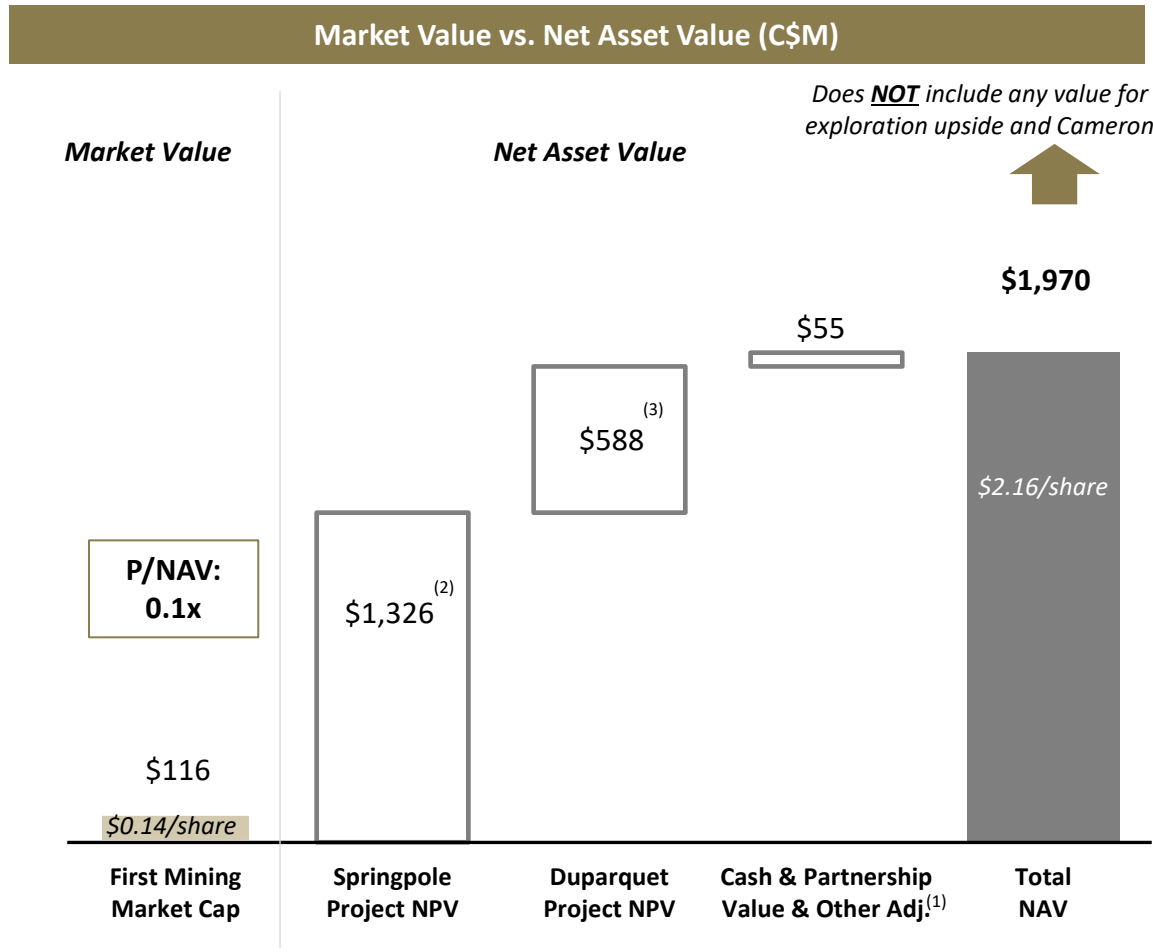 Market Value vs. Net Asset Value (C$M)
Does NOT include any value for
exploration upside and Cameron
Market Value
Net Asset Value
$1,970
$55
$588(3)
$2.16/share
P/NAV:
0.1x
$1,326(2)
$116
$0.14/share
First Mining
Market Cap
Springpole
Project NPV
Duparquet
Project NPV
Cash & Partnership
Value & Other Adj.(1)
Total
NAV